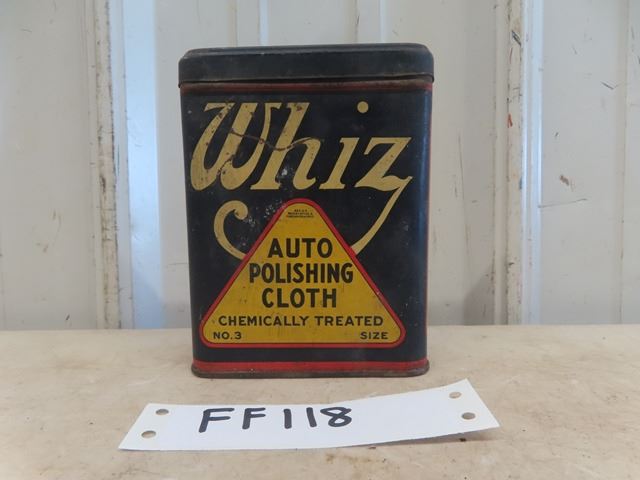 Whiz
AUTO
POLISHING
CLOTH
CHEMICALLY TREATED
NO. 3 SIZE
FF118